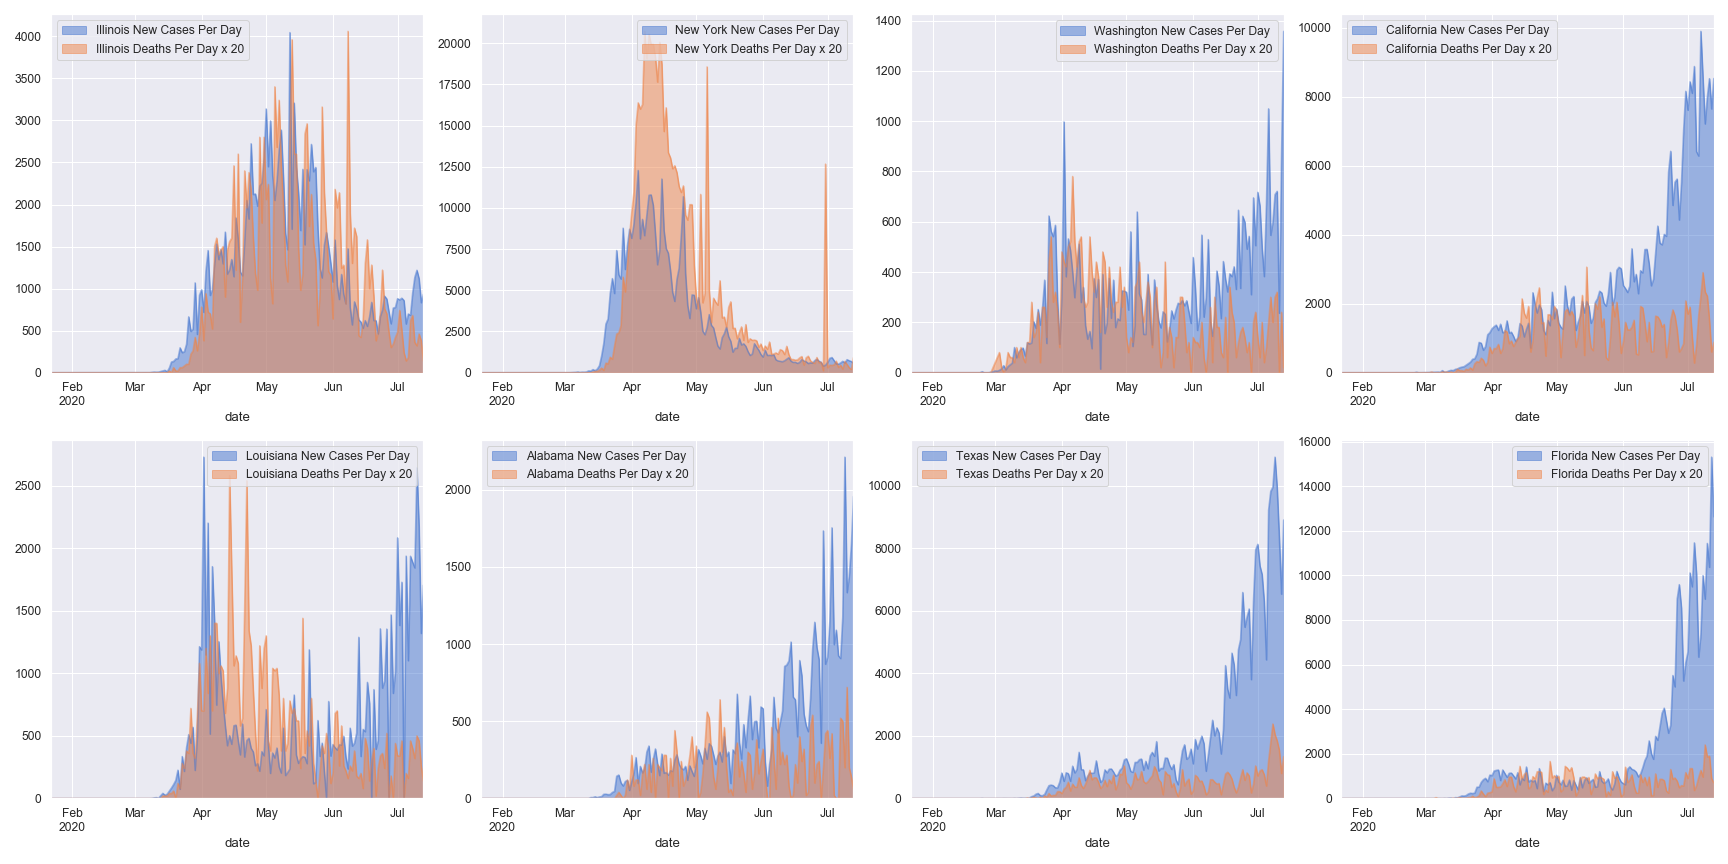 Illinois New Cases Per Day
Illinois Deaths Per Day x 20
4000
3500
3000
2500
2000
1500
1000
500
0
Feb
2020
Mar
Apr
May
Jun
Jul
date
New York New Cases Per Day
New York Deaths Per Day x 20
20000
17500
15000
12500
10000
7500
5000
2500
0
Feb
2020
Mar
Apr
May
Jun
Jul
date
Washington New Cases Per Day
Washington Deaths Per Day x 20
1400
1200
1000
800
600
400
200
0
Feb
2020
Mar
Apr
May
Jun
Jul
date
California New Cases Per Day
California Deaths Per Day x 20
10000
8000
6000
4000
2000
0
Feb
2020
Mar
Apr
May
Jun
Jul
date
Louisiana New Cases Per Day
Louisiana Deaths Per Day x 20
2500
2000
1500
1000
500
0
Feb
2020
Mar
Apr
May
Jun
Jul
date
Alabama New Cases Per Day
Alabama Deaths Per Day x 20
2000
1500
1000
500
0
Feb
2020
Mar
Apr
May
Jun
Jul
date
Texas New Cases Per Day
Texas Deaths Per Day x 20
10000
8000
6000
4000
2000
0
Feb
2020
Mar
Apr
May
Jun
Jul
date
Florida New Cases Per Day
Florida Deaths Per Day x 20
16000
14000
12000
10000
8000
6000
4000
2000
0
Feb
2020
Mar
Apr
May
Jun
Jul
date